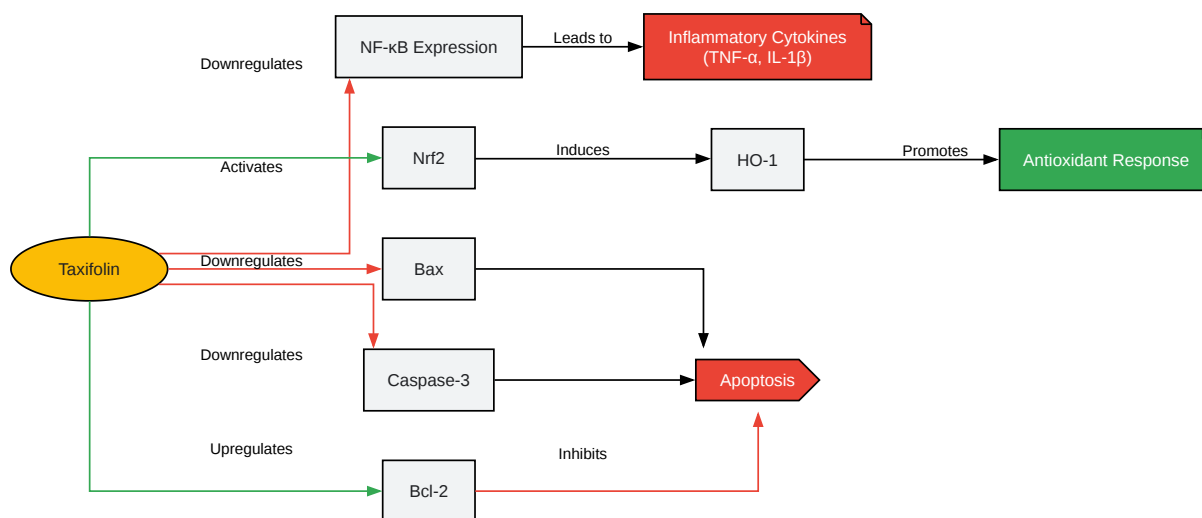 NF-κB Expression
Leads to
Inflammatory Cytokines
(TNF-α, IL-1β)
Downregulates
Activates
Nrf2
Induces
HO-1
Promotes
Antioxidant Response
Taxifolin
Downregulates
Bax
Downregulates
Caspase-3
Apoptosis
Upregulates
Inhibits
Bcl-2